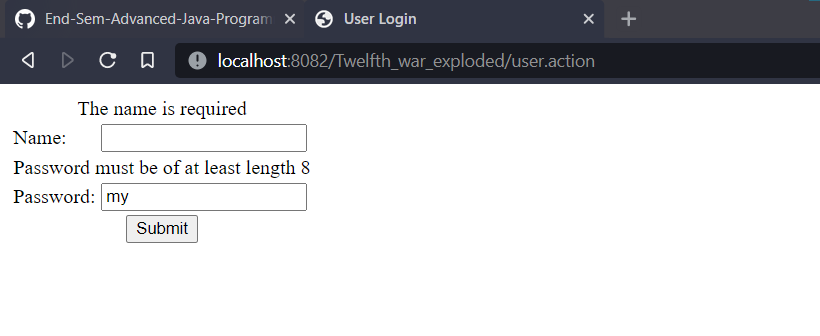 End-Sem-Advanced-Java-Program
User Login
localhost:8082/Twelfth_war_exploded/user.action
The name is required
Name:
Password must be of at least length 8
Password: my
Submit